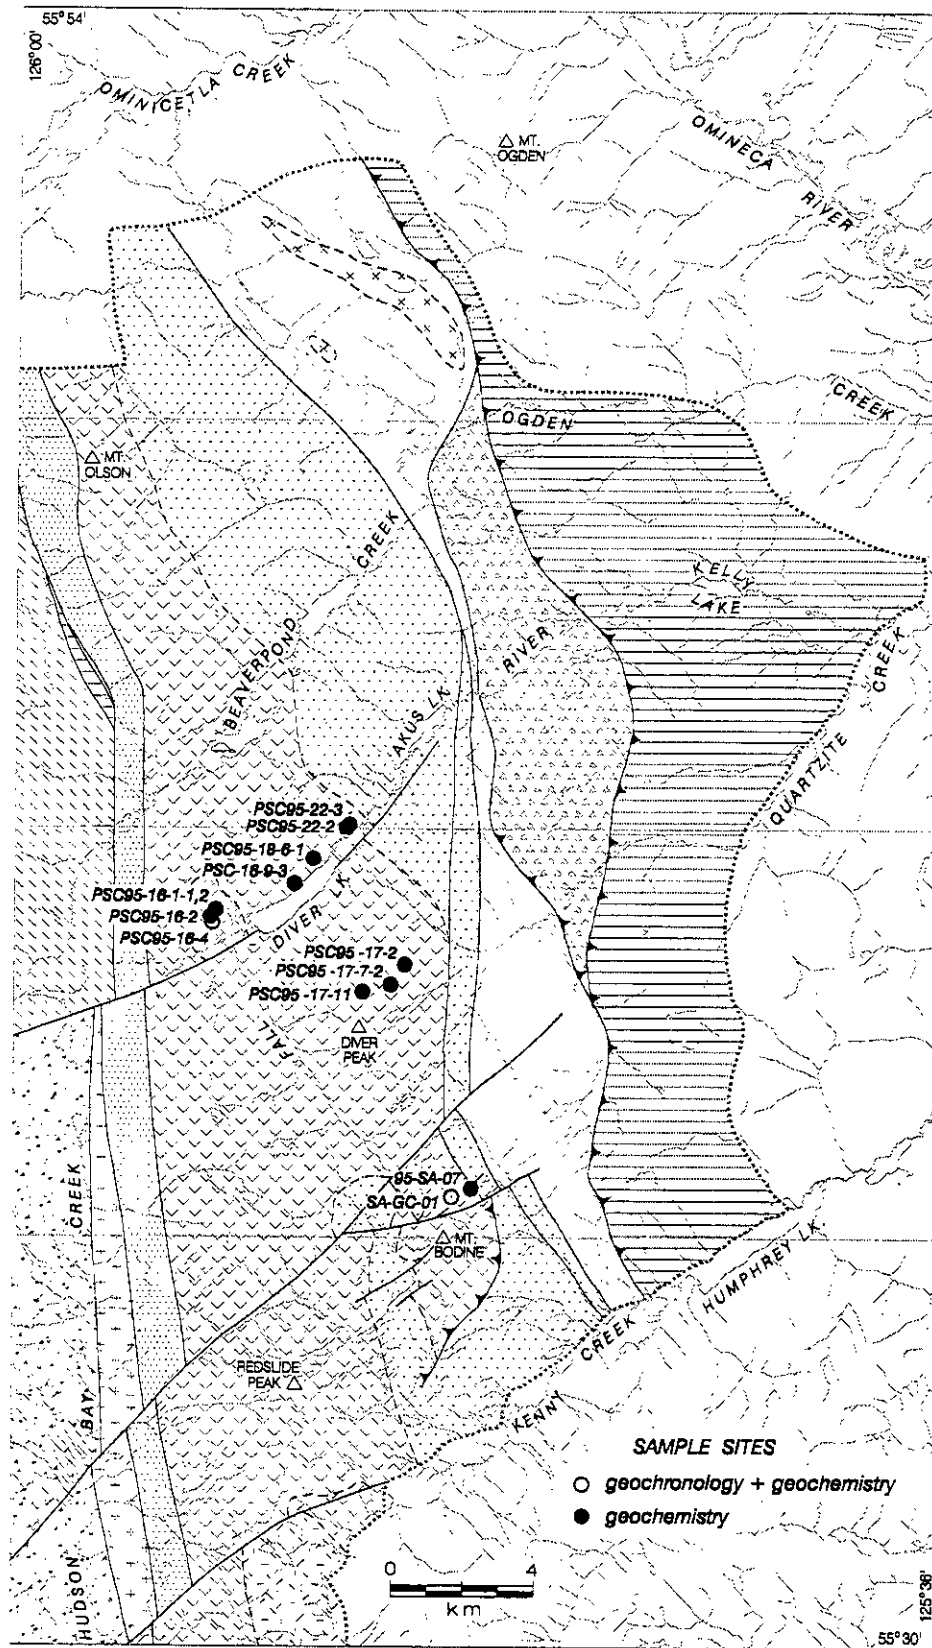 55°54'
126°00'
OMINICETLA CREEK
MT.
OGDEN
OMINECA
RIVER
CREEK
OGDEN
MT.
OLSON
CREEK
BEAVERPOND
KELLY
LAKE
RIVER
CREEK
AKUS LK
QUARTZITE
PSC95-22-3
PSC95-22-2
PSC95-18-6-1
PSC-18-9-3
PSC95-16-1-1,2
PSC95-16-2
PSC95-16-4
DIVER LK
PSC95-17-2
PSC95-17-7-2
PSC95-17-11
DIVER
PEAK
FALL
CREEK
95-SA-07
SA-GC-01
MT.
BODINE
HUMPHREY LK
CREEK
REDSLIDE
PEAK
BAY
KENNY
SAMPLE SITES
geochronology + geochemistry
geochemistry
HUDSON
0 4
km
125°36'
55°30'